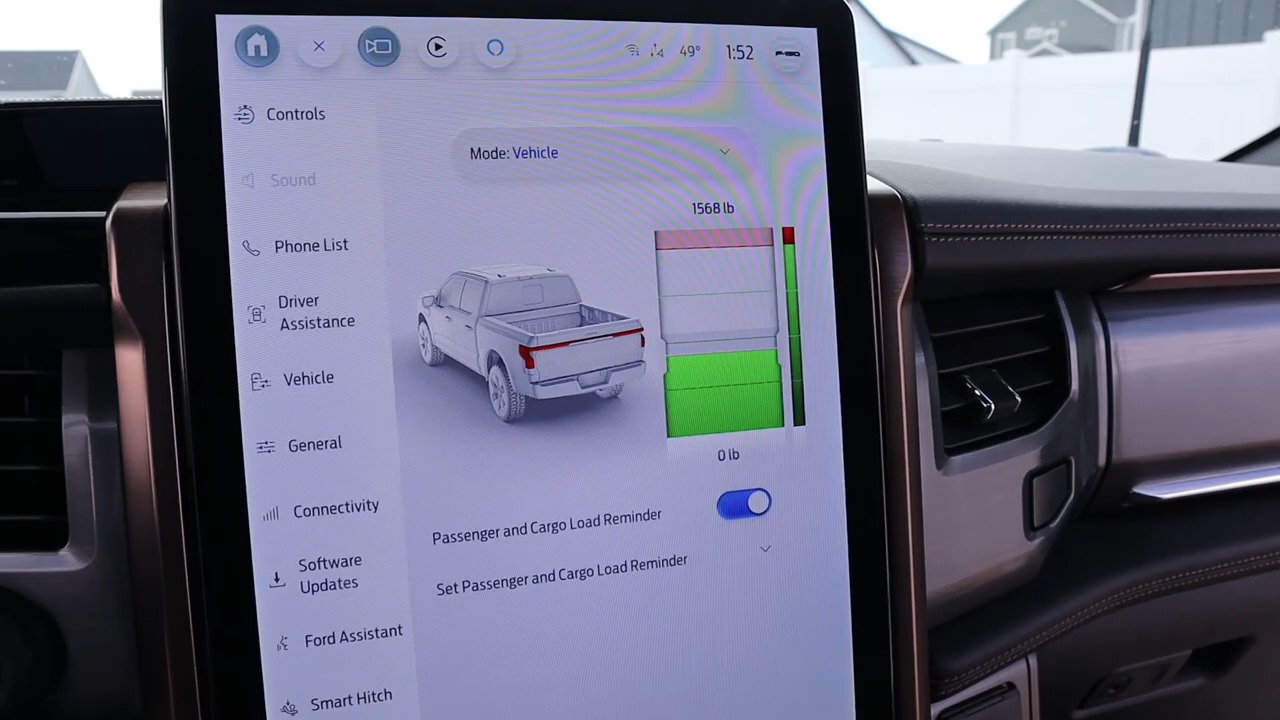 49° 1:52
F-150
Controls
Mode: Vehicle
Sound
1568 lb
Phone List
Driver
Assistance
Vehicle
General
0 lb
Connectivity
Passenger and Cargo Load Reminder
Software
Updates
Set Passenger and Cargo Load Reminder
Ford Assistant
Smart Hitch